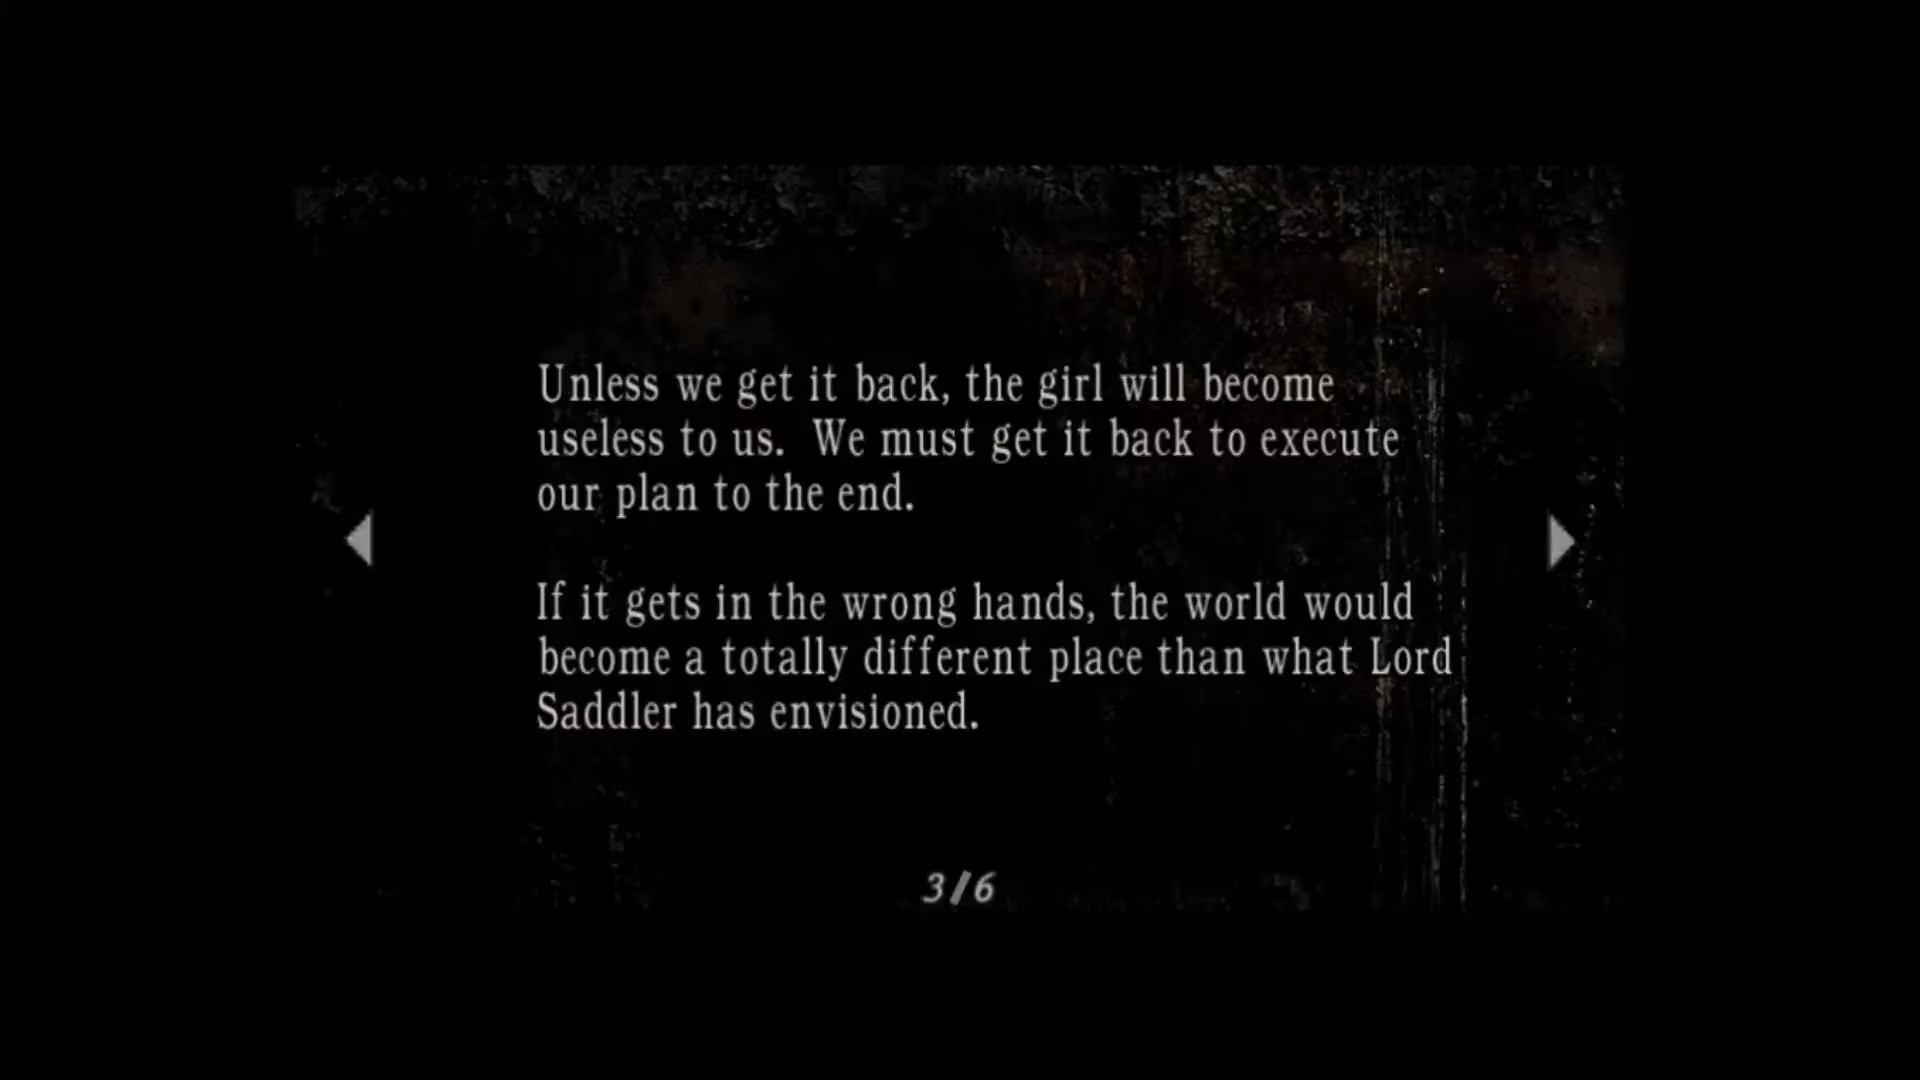 Unless we get it back, the girl will become
useless to us.  We must get it back to execute
our plan to the end.
If it gets in the wrong hands, the world would
become a totally different place than what Lord
Saddler has envisioned.
3/6